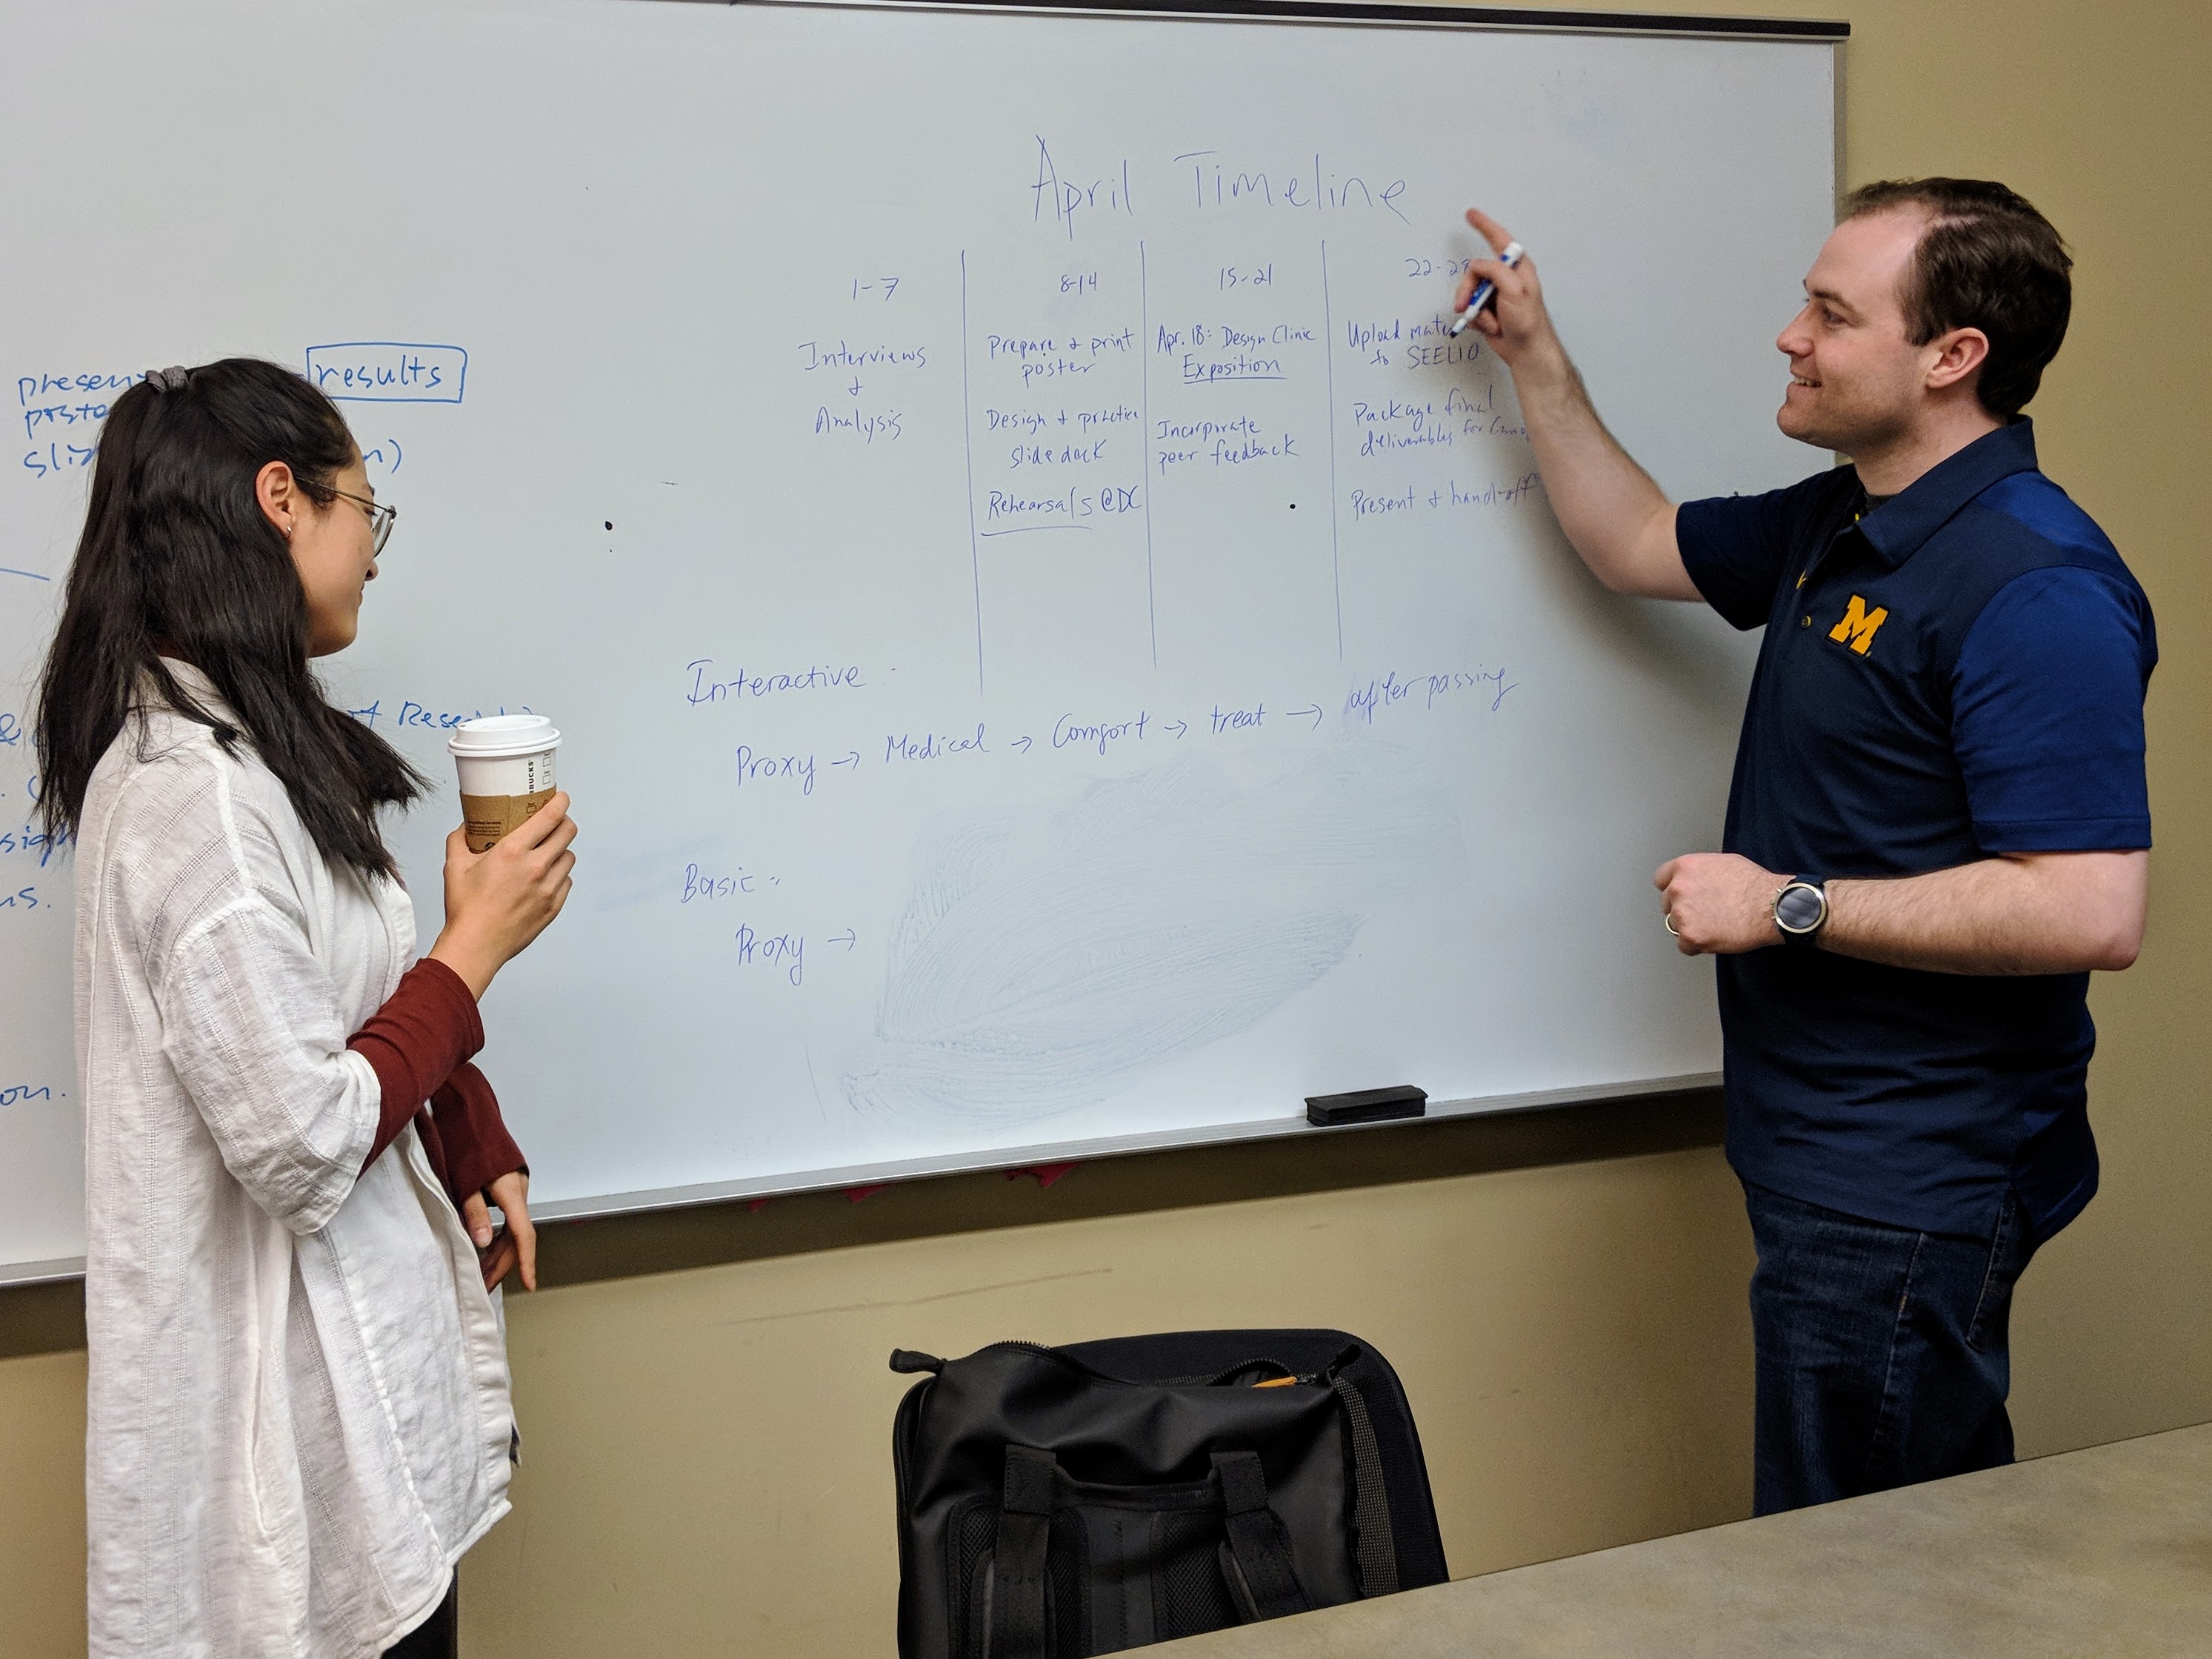 April Timeline
1-7
Interviews
&
Analysis
8-14
Prepare & print
poster
Design & practice
slide deck
Rehearsals @DC
15-21
Apr. 18: Design Clinic
Exposition
Incorporate
peer feedback
22-28
Upload
to SEELIO
Package final
deliverables for
Present & hand-off
results
Interactive
Proxy → Medical → Comfort → treat → after passing
Basic :
Proxy →
M